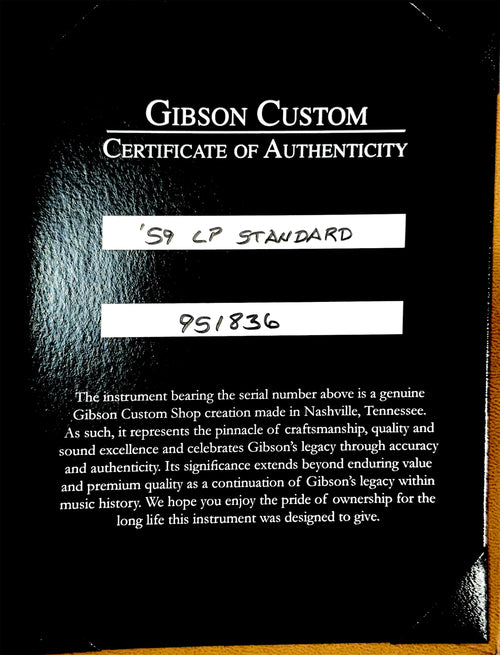 GIBSON CUSTOM
CERTIFICATE OF AUTHENTICITY
'59 LP STANDARD
951836
The instrument bearing the serial number above is a genuine
Gibson Custom Shop creation made in Nashville, Tennessee.
As such, it represents the pinnacle of craftsmanship, quality and
sound excellence and celebrates Gibson's legacy through accuracy
and authenticity. Its significance extends beyond enduring value
and premium quality as a continuation of Gibson's legacy within
music history. We hope you enjoy the pride of ownership for the
long life this instrument was designed to give.